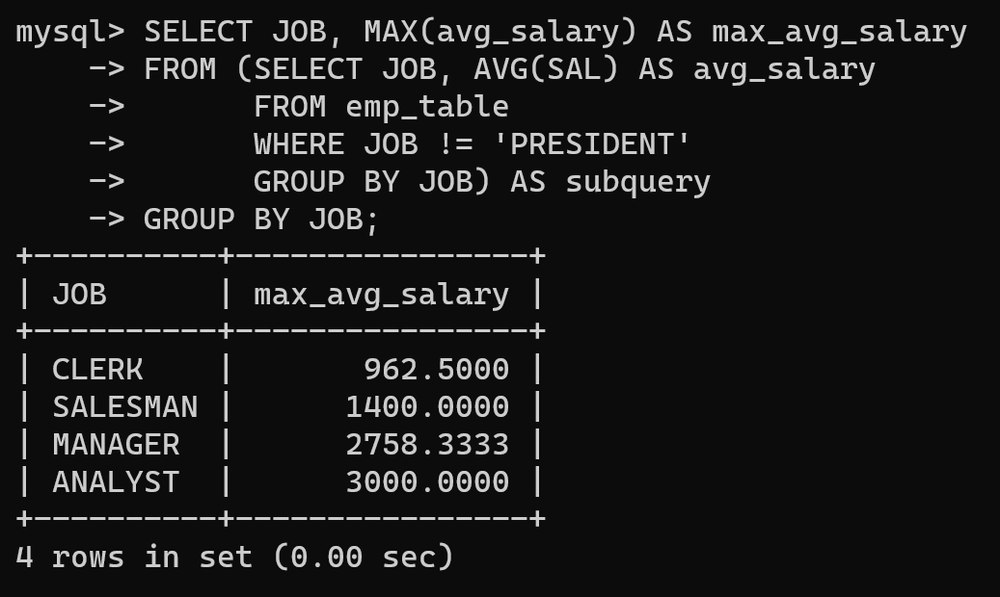 mysql> SELECT JOB, MAX(avg_salary) AS max_avg_salary
    -> FROM (SELECT JOB, AVG(SAL) AS avg_salary
    ->       FROM emp_table
    ->       WHERE JOB != 'PRESIDENT'
    ->       GROUP BY JOB) AS subquery
    -> GROUP BY JOB;
+----------+----------------+
| JOB      | max_avg_salary |
+----------+----------------+
| CLERK    |       962.5000 |
| SALESMAN |      1400.0000 |
| MANAGER  |      2758.3333 |
| ANALYST  |      3000.0000 |
+----------+----------------+
4 rows in set (0.00 sec)